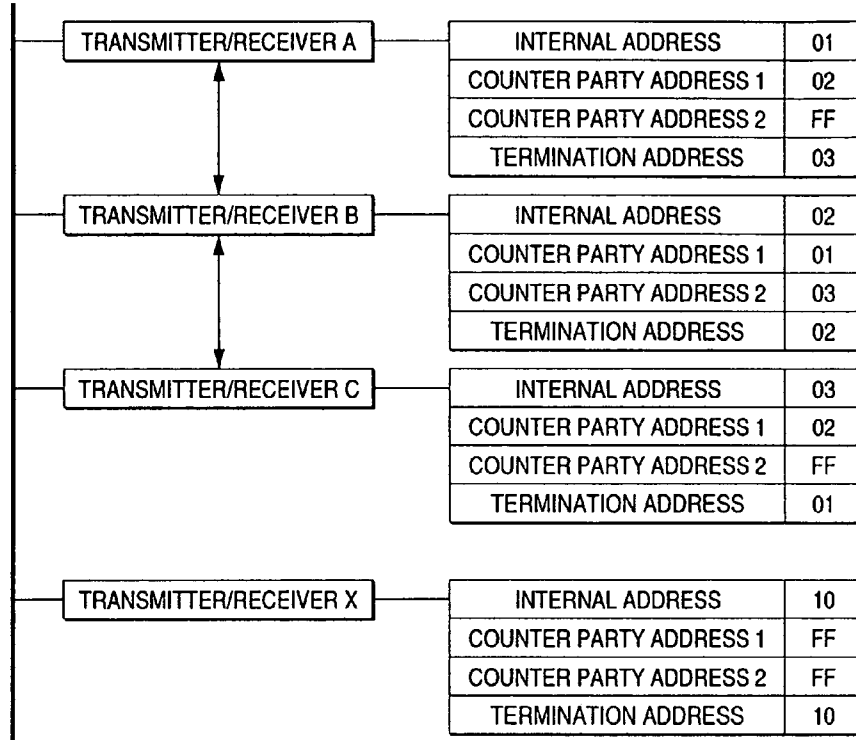 TRANSMITTER/RECEIVER A
INTERNAL ADDRESS 01
COUNTER PARTY ADDRESS 1 02
COUNTER PARTY ADDRESS 2 FF
TERMINATION ADDRESS 03
TRANSMITTER/RECEIVER B
INTERNAL ADDRESS 02
COUNTER PARTY ADDRESS 1 01
COUNTER PARTY ADDRESS 2 03
TERMINATION ADDRESS 02
TRANSMITTER/RECEIVER C
INTERNAL ADDRESS 03
COUNTER PARTY ADDRESS 1 02
COUNTER PARTY ADDRESS 2 FF
TERMINATION ADDRESS 01
TRANSMITTER/RECEIVER X
INTERNAL ADDRESS 10
COUNTER PARTY ADDRESS 1 FF
COUNTER PARTY ADDRESS 2 FF
TERMINATION ADDRESS 10